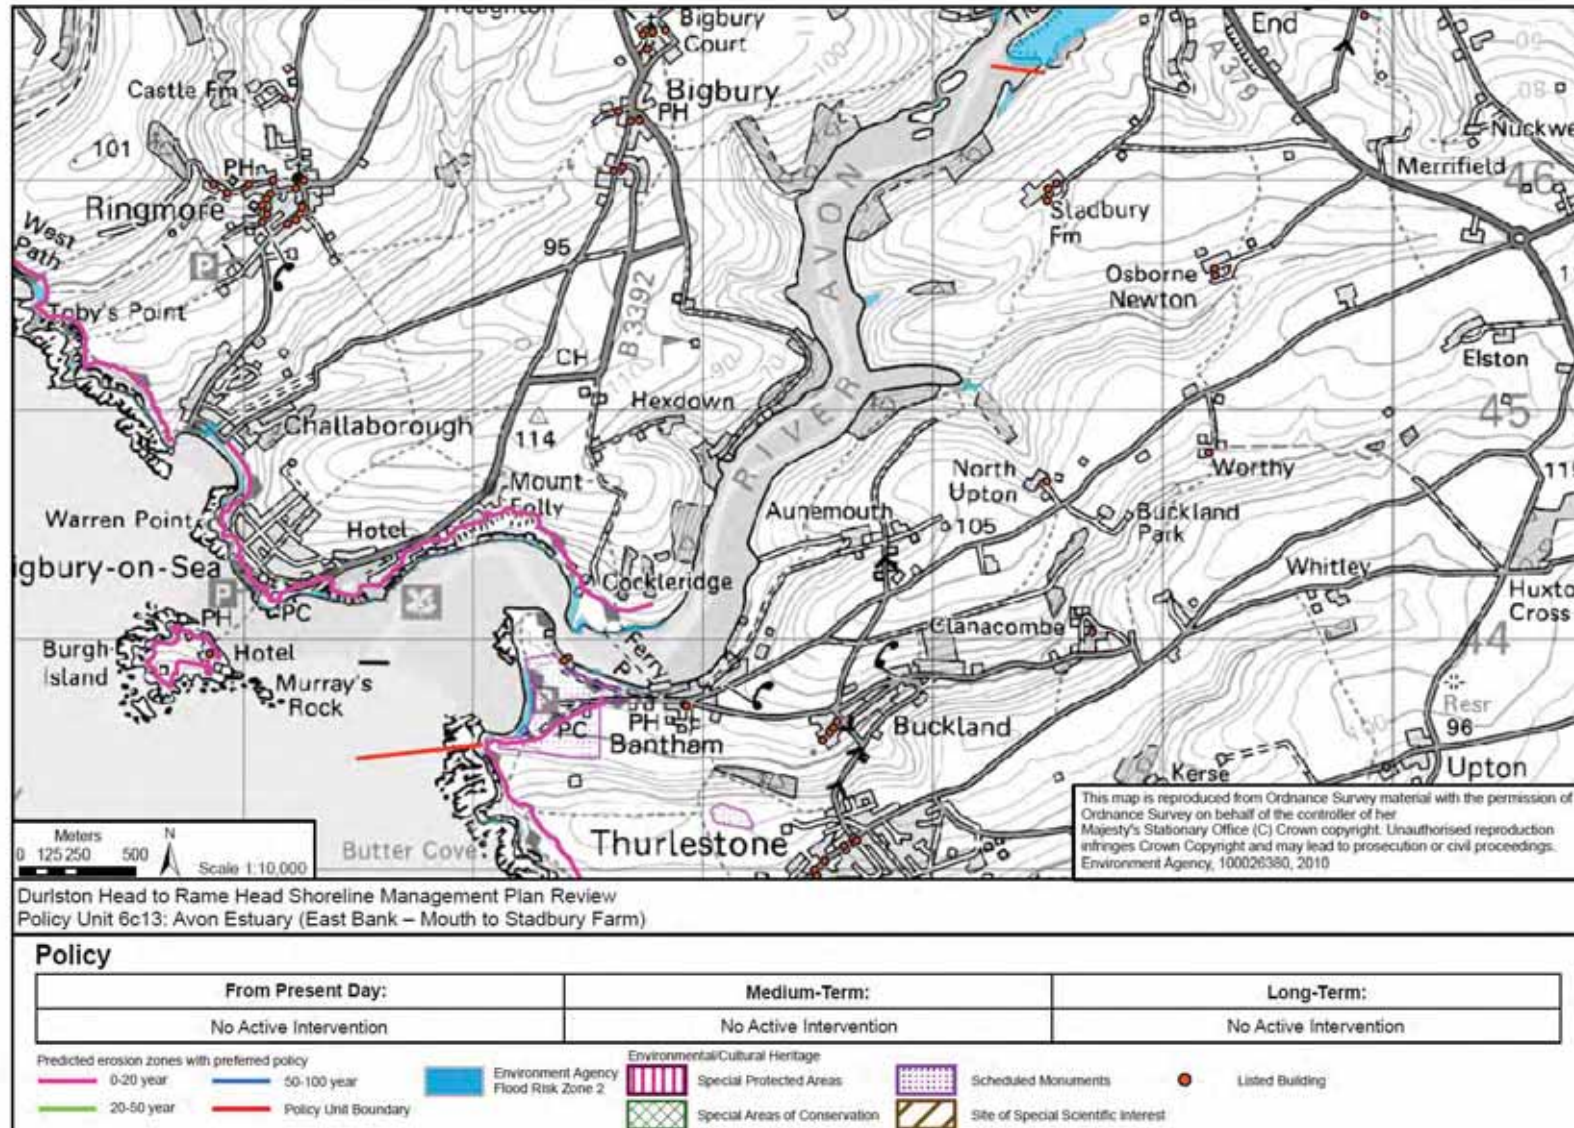 Houghton
Bigbury
Court
End
A 379
100
50
80
Castle Fm
Bigbury
PH
Nuckwe
101
PH
Merrifield
46
Ringmore
Stadbury
Fm
West
Path
P
95
RIVER AVON
Osborne
Newton
Toby's Point
B 3392
CH
110
90
Elston
Hexdown
45
Challaborough
114
North
Upton
Worthy
115
Mount
Folly
Warren Point
Hotel
Aunemouth
105
Buckland
Park
igbury-on-Sea
Cockleridge
Whitley
P
PC
Huxto
Cross
PH
Clanacombe
44
Burgh
Island
Hotel
Ferry
P
Murray's
Rock
PH
Resr
PC
Bantham
Buckland
96
Kerse
Upton
Butter Cove
Thurlestone
Meters
N
0 125 250 500
Scale 1:10,000
This map is reproduced from Ordnance Survey material with the permission of
Ordnance Survey on behalf of the controller of her
Majesty's Stationary Office (C) Crown copyright. Unauthorised reproduction
infringes Crown Copyright and may lead to prosecution or civil proceedings.
Environment Agency, 100026380, 2010
Durlston Head to Rame Head Shoreline Management Plan Review
Policy Unit 6c13: Avon Estuary (East Bank – Mouth to Stadbury Farm)
Policy
From Present Day: Medium-Term: Long-Term:
No Active Intervention No Active Intervention No Active Intervention
Predicted erosion zones with preferred policy
0-20 year
50-100 year
20-50 year
Policy Unit Boundary
Environment Agency
Flood Risk Zone 2
Environmental/Cultural Heritage
Special Protected Areas
Scheduled Monuments
Listed Building
Special Areas of Conservation
Site of Special Scientific Interest